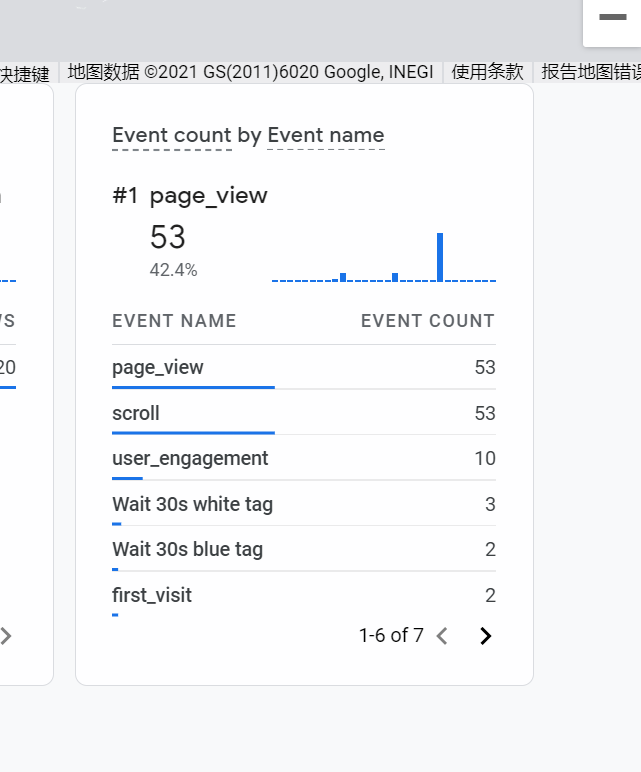 快捷键 地图数据 ©2021 GS(2011)6020 Google, INEGI 使用条款 报告地图错误
Event count by Event name
#1 page_view
53
42.4%
EVENT NAME EVENT COUNT
20
page_view 53
scroll 53
user_engagement 10
Wait 30s white tag 3
Wait 30s blue tag 2
first_visit 2
1-6 of 7